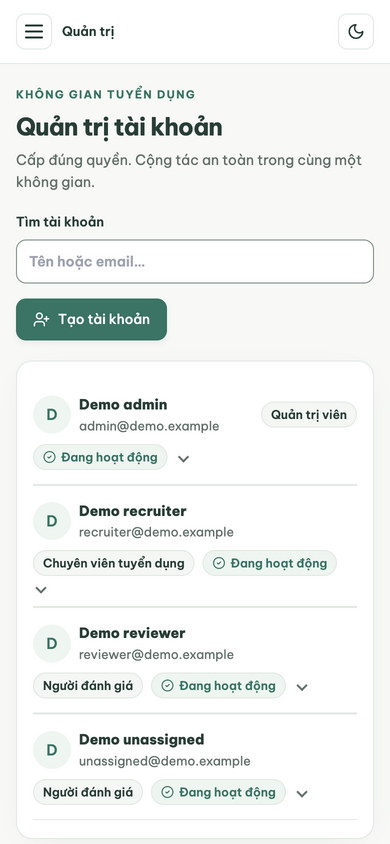 Quản trị
KHÔNG GIAN TUYỂN DỤNG
Quản trị tài khoản
Cấp đúng quyền. Cộng tác an toàn trong cùng một
không gian.
Tìm tài khoản
Tên hoặc email...
Tạo tài khoản
D
Demo admin
admin@demo.example
Quản trị viên
Đang hoạt động
D
Demo recruiter
recruiter@demo.example
Chuyên viên tuyển dụng
Đang hoạt động
D
Demo reviewer
reviewer@demo.example
Người đánh giá
Đang hoạt động
D
Demo unassigned
unassigned@demo.example
Người đánh giá
Đang hoạt động